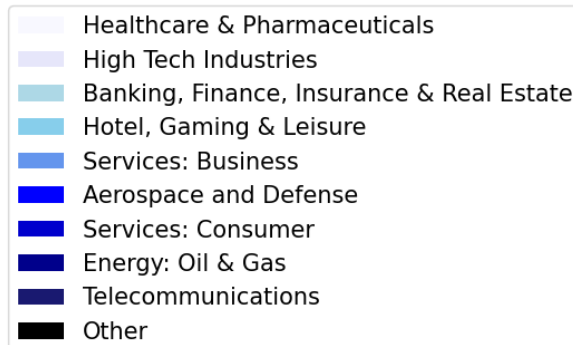 Healthcare & Pharmaceuticals
High Tech Industries
Banking, Finance, Insurance & Real Estate
Hotel, Gaming & Leisure
Services: Business
Aerospace and Defense
Services: Consumer
Energy: Oil & Gas
Telecommunications
Other